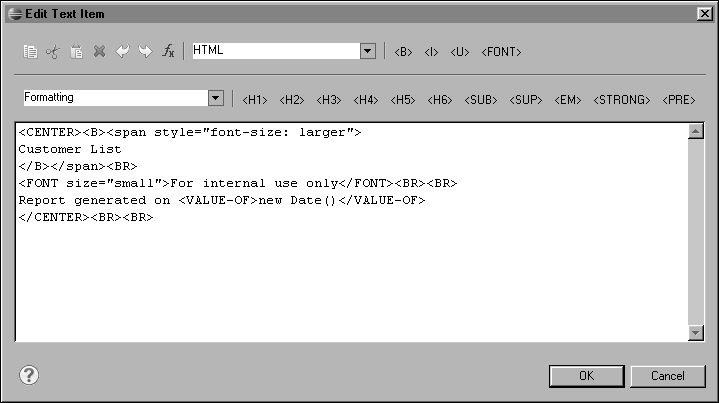 Edit Text Item
HTML <B> <I> <U> <FONT>
Formatting <H1> <H2> <H3> <H4> <H5> <H6> <SUB> <SUP> <EM> <STRONG> <PRE>
<CENTER><B><span style="font-size: larger">
Customer List
</B></span><BR>
<FONT size="small">For internal use only</FONT><BR><BR>
Report generated on <VALUE-OF>new Date()</VALUE-OF>
</CENTER><BR><BR>
OK Cancel